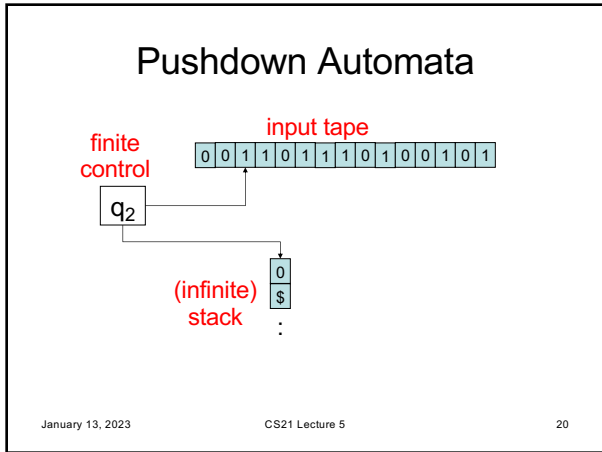 Pushdown Automata
input tape
finite
control
0 0 1 1 0 1 1 1 0 1 0 0 1 0 1
q₂
0
(infinite)
$
stack
:
January 13, 2023 CS21 Lecture 5 20